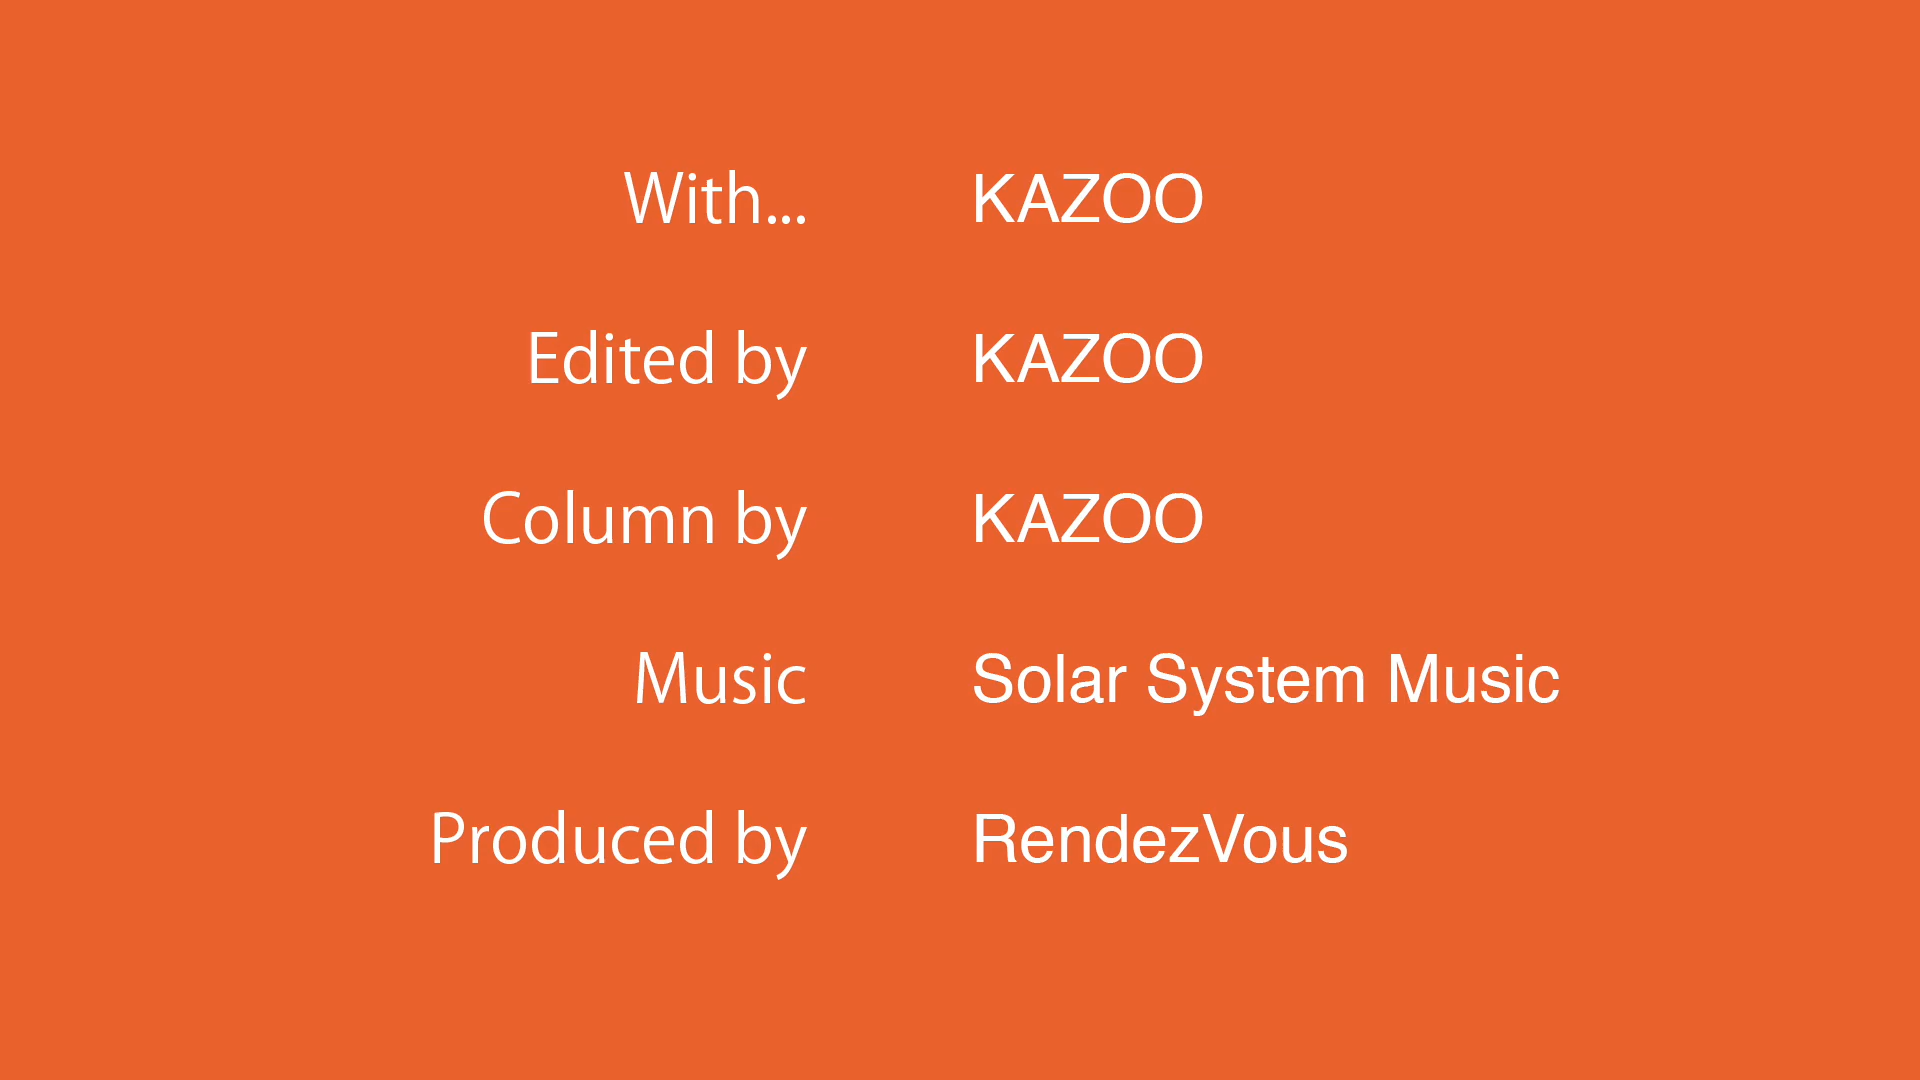 With... KAZOO
Edited by KAZOO
Column by KAZOO
Music Solar System Music
Produced by RendezVous